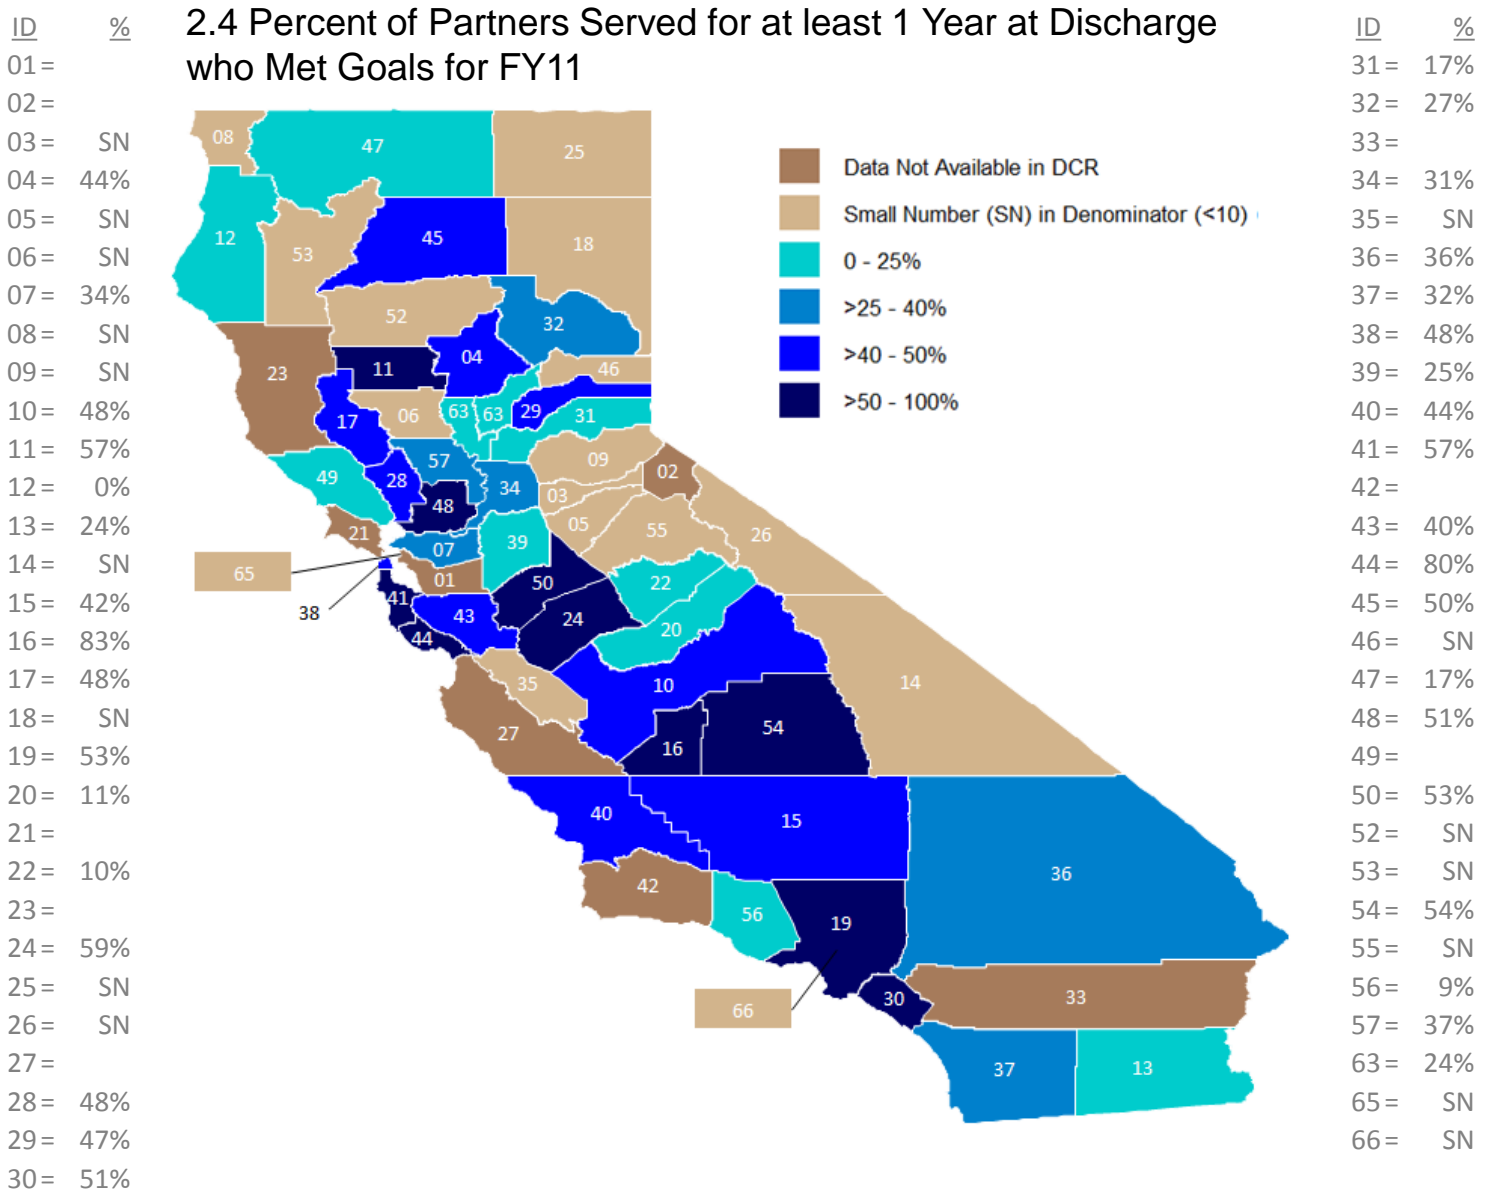 2.4 Percent of Partners Served for at least 1 Year at Discharge
who Met Goals for FY11
ID %
01 =
02 =
03 = SN
04 = 44%
05 = SN
06 = SN
07 = 34%
08 = SN
09 = SN
10 = 48%
11 = 57%
12 = 0%
13 = 24%
14 = SN
15 = 42%
16 = 83%
17 = 48%
18 = SN
19 = 53%
20 = 11%
21 =
22 = 10%
23 =
24 = 59%
25 = SN
26 = SN
27 =
28 = 48%
29 = 47%
30 = 51%
08
47
25
12
53
45
18
52
32
23
11
04
46
17
06
63
63
29
31
49
28
57
34
09
02
48
03
05
55
26
21
07
39
65
01
50
22
38
41
43
24
20
44
35
10
14
27
16
54
40
15
36
42
56
19
66
30
33
37
13
Data Not Available in DCR
Small Number (SN) in Denominator (<10)
0 - 25%
>25 - 40%
>40 - 50%
>50 - 100%
ID %
31 = 17%
32 = 27%
33 =
34 = 31%
35 = SN
36 = 36%
37 = 32%
38 = 48%
39 = 25%
40 = 44%
41 = 57%
42 =
43 = 40%
44 = 80%
45 = 50%
46 = SN
47 = 17%
48 = 51%
49 =
50 = 53%
52 = SN
53 = SN
54 = 54%
55 = SN
56 = 9%
57 = 37%
63 = 24%
65 = SN
66 = SN